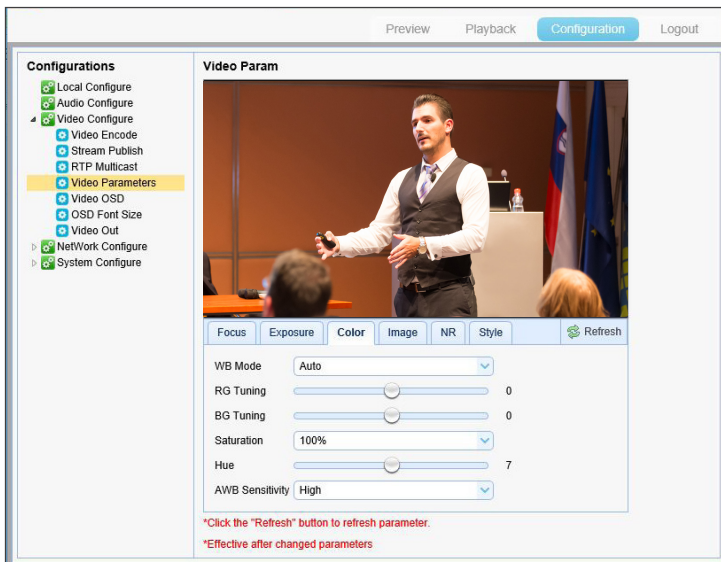 Preview Playback Configuration Logout
Configurations
Local Configure
Audio Configure
Video Configure
Video Encode
Stream Publish
RTP Multicast
Video Parameters
Video OSD
OSD Font Size
Video Out
NetWork Configure
System Configure
Video Param
Focus Exposure Color Image NR Style Refresh
WB Mode Auto
RG Tuning 0
BG Tuning 0
Saturation 100%
Hue 7
AWB Sensitivity High
*Click the "Refresh" button to refresh parameter.
*Effective after changed parameters